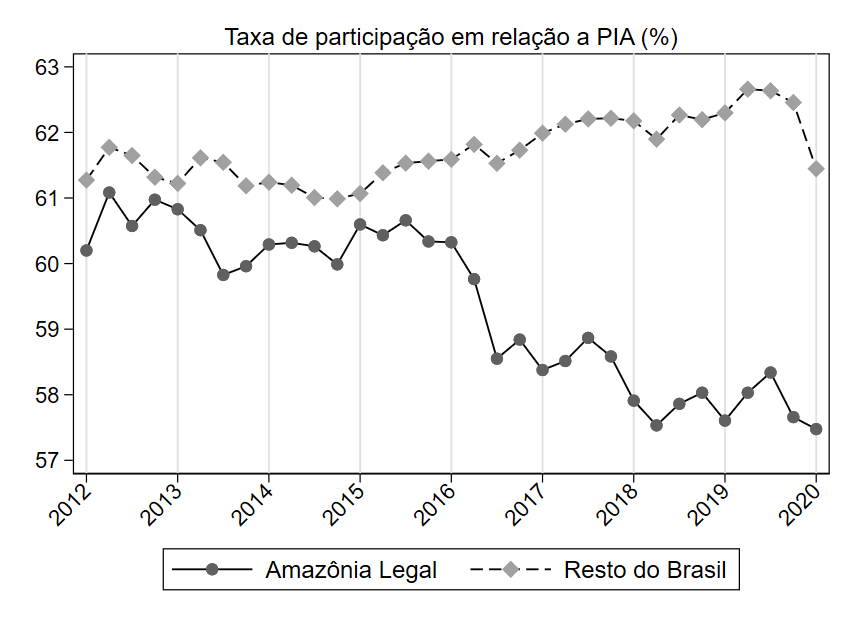 Taxa de participação em relação a PIA (%)
63
62
61
60
59
58
57
2012 2013 2014 2015 2016 2017 2018 2019 2020
Amazônia Legal Resto do Brasil